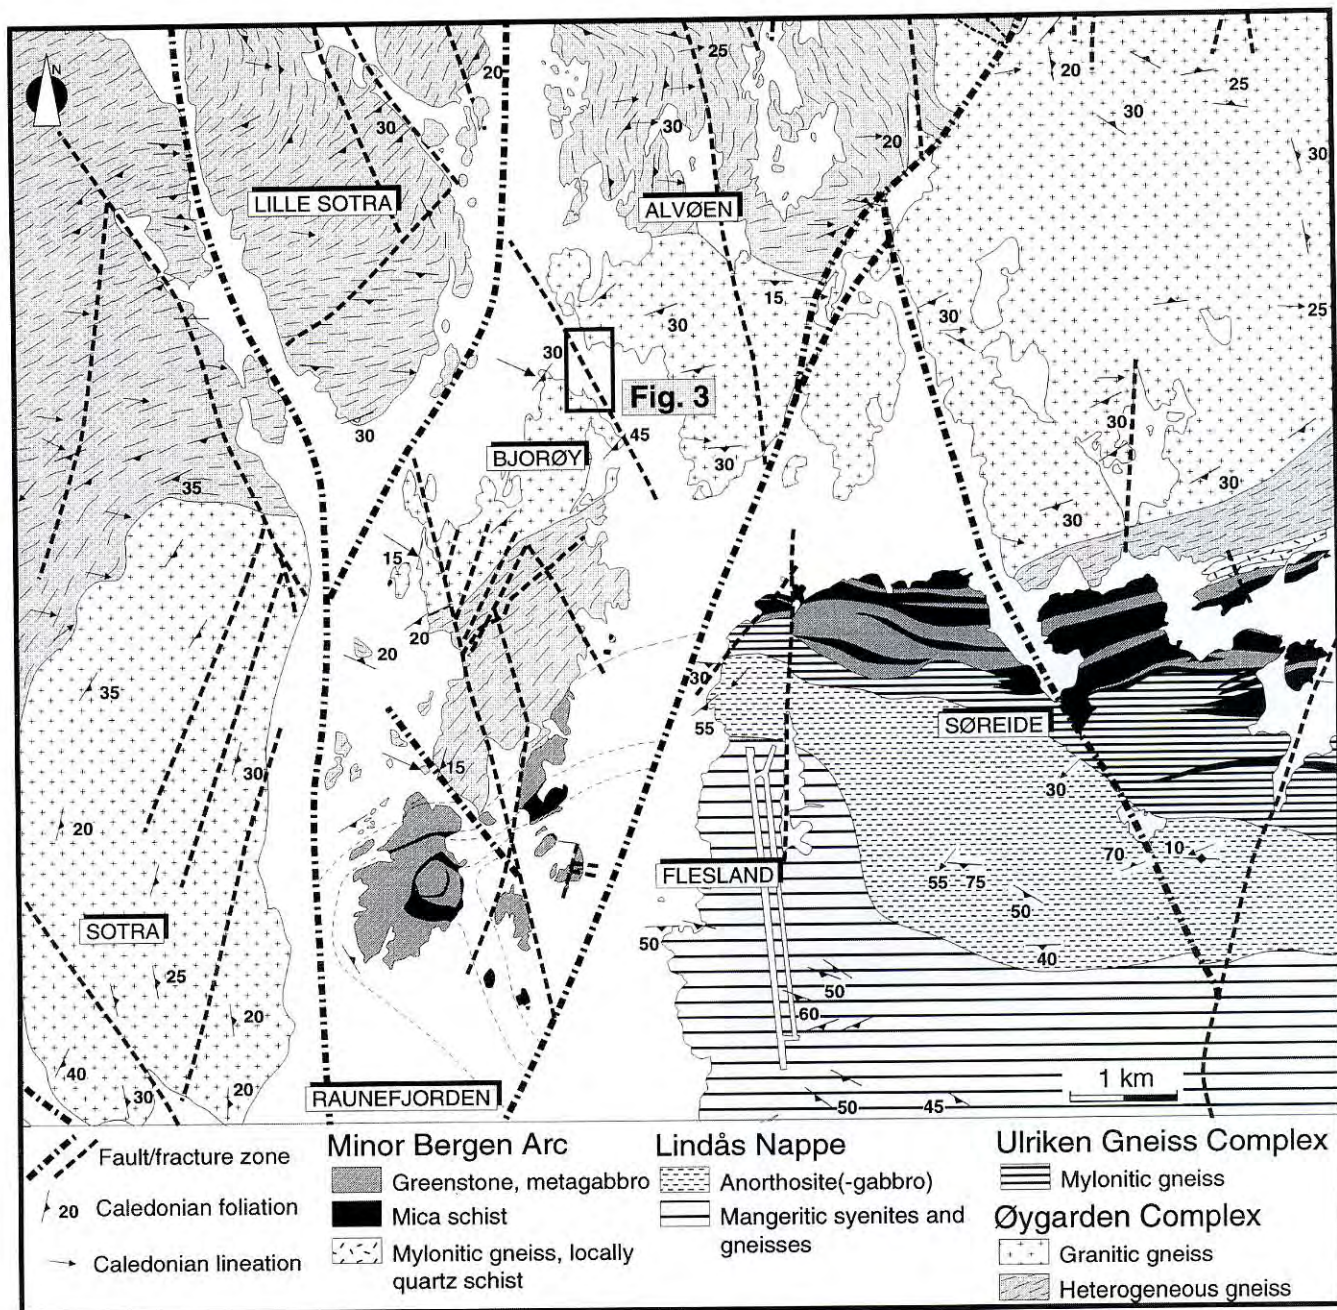 N
25
20
20
30
30
30
20
25
30
LILLE SOTRA
ALVØEN
15
30
30
25
30
Fig. 3
30
30
45
BJORØY
30
35
30
30
15
20
20
30
35
55
SØREIDE
30
15
30
20
70
10
FLESLAND
55
75
50
SOTRA
50
40
25
50
20
60
40
30
20
RAUNEFJORDEN
50
45
1 km
Fault/fracture zone
20 Caledonian foliation
Caledonian lineation
Minor Bergen Arc
Greenstone, metagabbro
Mica schist
Mylonitic gneiss, locally
quartz schist
Lindås Nappe
Anorthosite(-gabbro)
Mangeritic syenites and
gneisses
Ulriken Gneiss Complex
Mylonitic gneiss
Øygarden Complex
Granitic gneiss
Heterogeneous gneiss